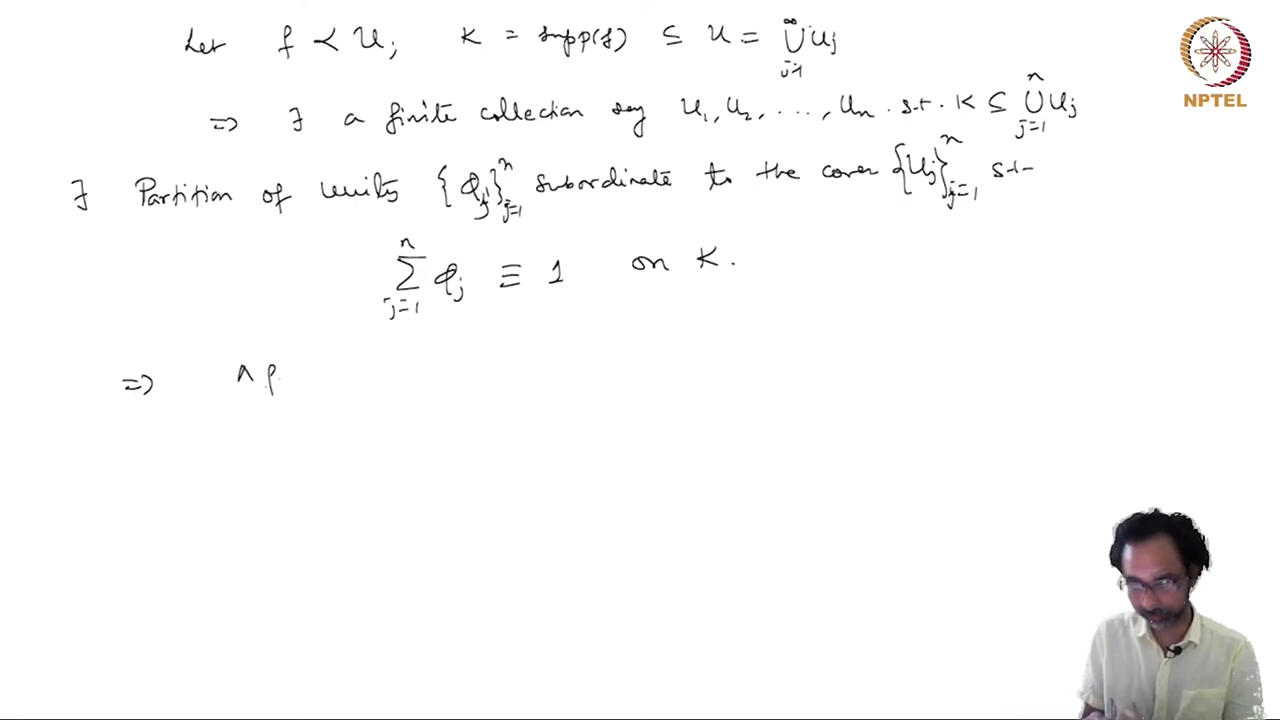 Let f ≺ U; K = supp(f) ⊆ U = ⋃_{j=1}^{∞} U_j
⇒ ∃ a finite collection say U_1, U_2, ..., U_n. s.t. K ⊆ ⋃_{j=1}^{n} U_j
∃ Partition of unity {φ_j}_{j=1}^{n} subordinate to the cover {U_j}_{j=1}^{n} s.t.
∑_{j=1}^{n} φ_j ≡ 1 on K.
⇒
NPTEL